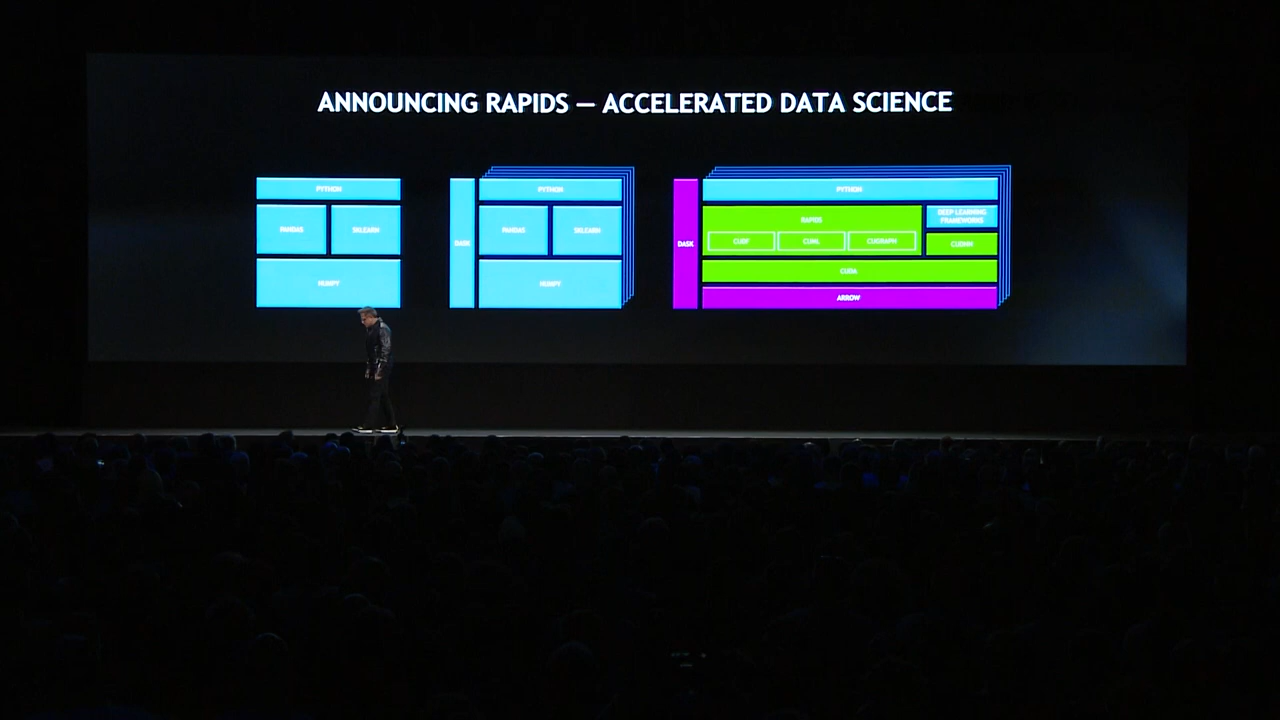 ANNOUNCING RAPIDS — ACCELERATED DATA SCIENCE
PYTHON
PANDAS
SKLEARN
NUMPY
DASK
PYTHON
PANDAS
SKLEARN
NUMPY
DASK
PYTHON
RAPIDS
CUDF
CUML
CUGRAPH
DEEP LEARNING
FRAMEWORKS
CUDNN
CUDA
ARROW